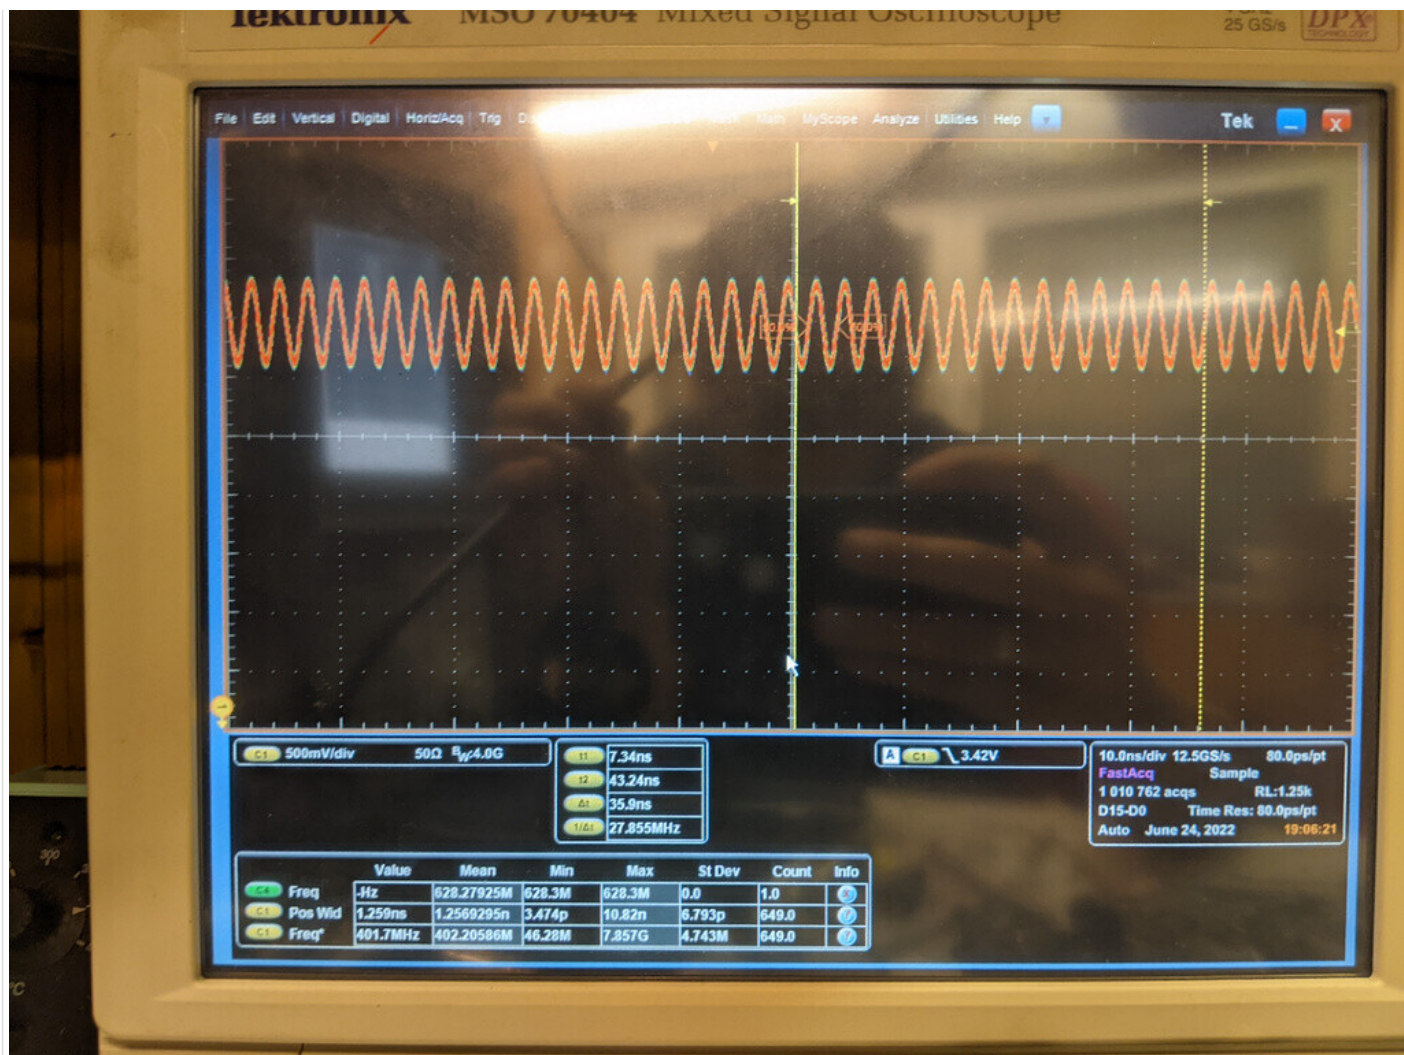 Tektronix MSO 70404 Mixed Signal Oscilloscope
25 GS/s DPX
TECHNOLOGY
File Edit Vertical Digital Horiz/Acq Trig Mask Math MyScope Analyze Utilities Help Tek X
1
C1 500mV/div 50Ω BW:4.0G
t1 7.34ns
t2 43.24ns
Δt 35.9ns
1/Δt 27.855MHz
A C1 3.42V
10.0ns/div 12.5GS/s 80.0ps/pt
FastAcq Sample
1 010 762 acqs RL:1.25k
D15-D0 Time Res: 80.0ps/pt
Auto June 24, 2022 19:06:21
Value Mean Min Max St Dev Count Info
C4 Freq -Hz 628.27925M 628.3M 628.3M 0.0 1.0
C1 Pos Wid 1.259ns 1.2569295n 3.474p 10.82n 6.793p 649.0
C1 Freq* 401.7MHz 402.20586M 46.28M 7.857G 4.743M 649.0
300
°C